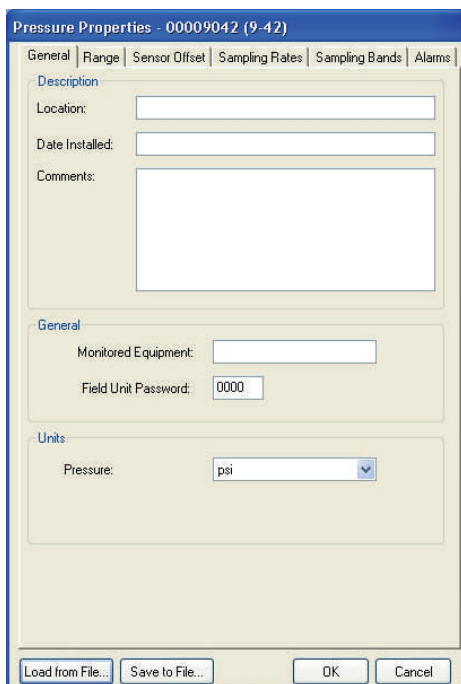 Pressure Properties - 00009042 (9-42)
General Range Sensor Offset Sampling Rates Sampling Bands Alarms
Description
Location:
Date Installed:
Comments:
General
Monitored Equipment:
Field Unit Password: 0000
Units
Pressure: psi
Load from File... Save to File... OK Cancel